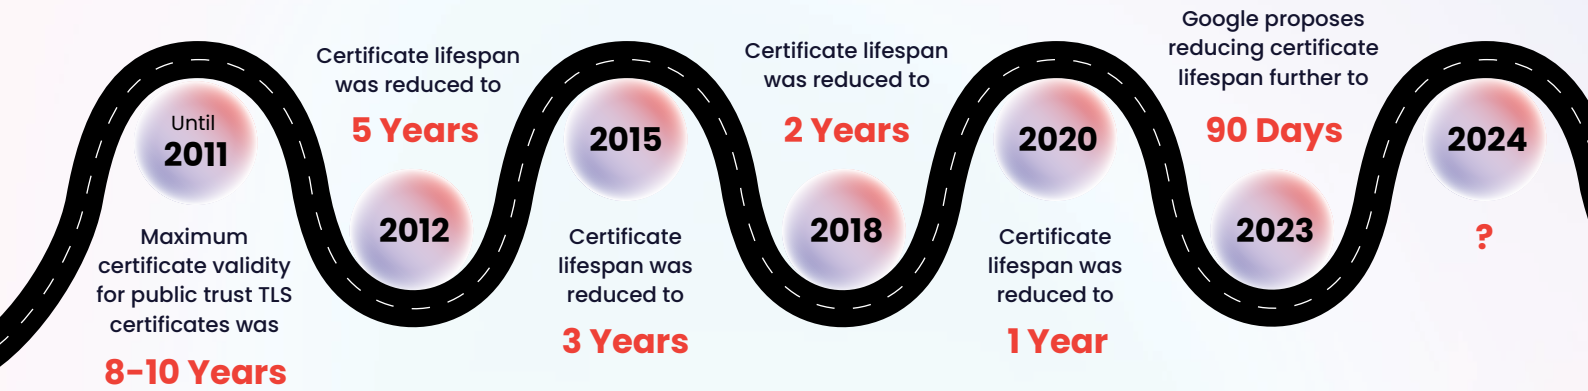 Until
2011
Maximum
certificate validity
for public trust TLS
certificates was
8-10 Years
Certificate lifespan
was reduced to
5 Years
2012
2015
Certificate
lifespan was
reduced to
3 Years
Certificate lifespan
was reduced to
2 Years
2018
2020
Certificate
lifespan was
reduced to
1 Year
Google proposes
reducing certificate
lifespan further to
90 Days
2023
2024
?